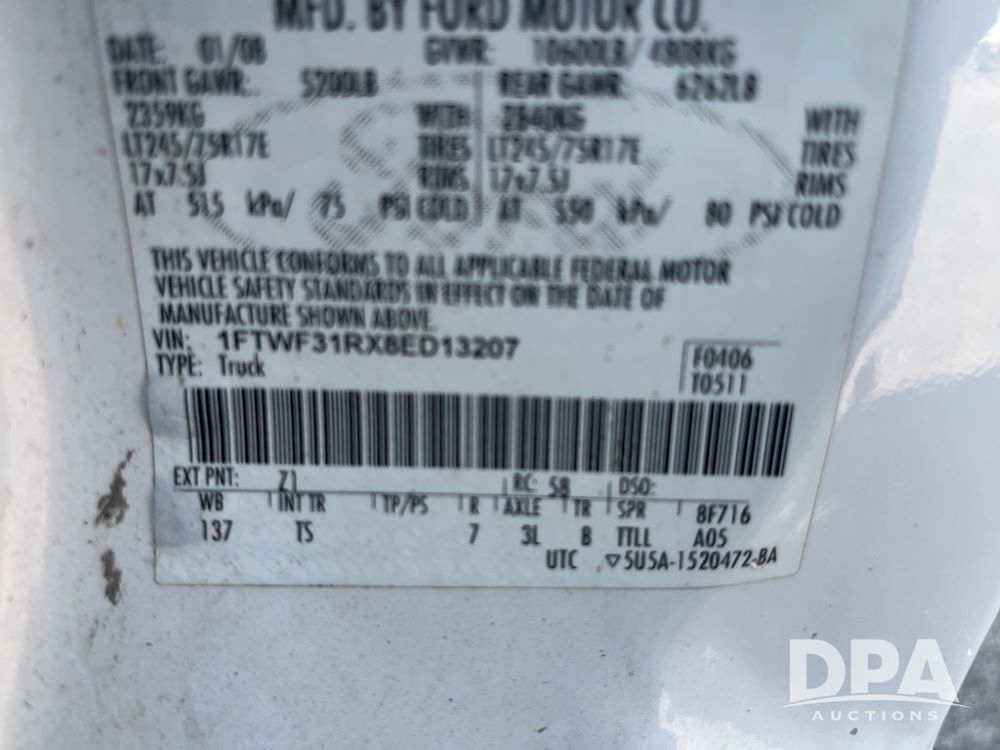 MFD. BY FORD MOTOR CO.
DATE: 01/08 GVWR: 10600LB/ 4808KG
FRONT GAWR: 5200LB REAR GAWR: 6262LB
2359KG WITH 2840KG WITH
LT245/75R17E TIRES LT245/75R17E TIRES
17x7.5J RIMS 17x7.5J RIMS
AT 515 kPa/ 75 PSI COLD AT 550 kPa/ 80 PSI COLD
THIS VEHICLE CONFORMS TO ALL APPLICABLE FEDERAL MOTOR
VEHICLE SAFETY STANDARDS IN EFFECT ON THE DATE OF
MANUFACTURE SHOWN ABOVE.
VIN: 1FTWF31RX8ED13207
TYPE: Truck F0406
T0511
EXT PNT: Z1 RC: 58 DSO:
WB INT TR TP/PS R AXLE TR SPR 8F716
137 TS 7 3L B TTLL A05
UTC ▽5U5A-1520472-BA
DPA
AUCTIONS